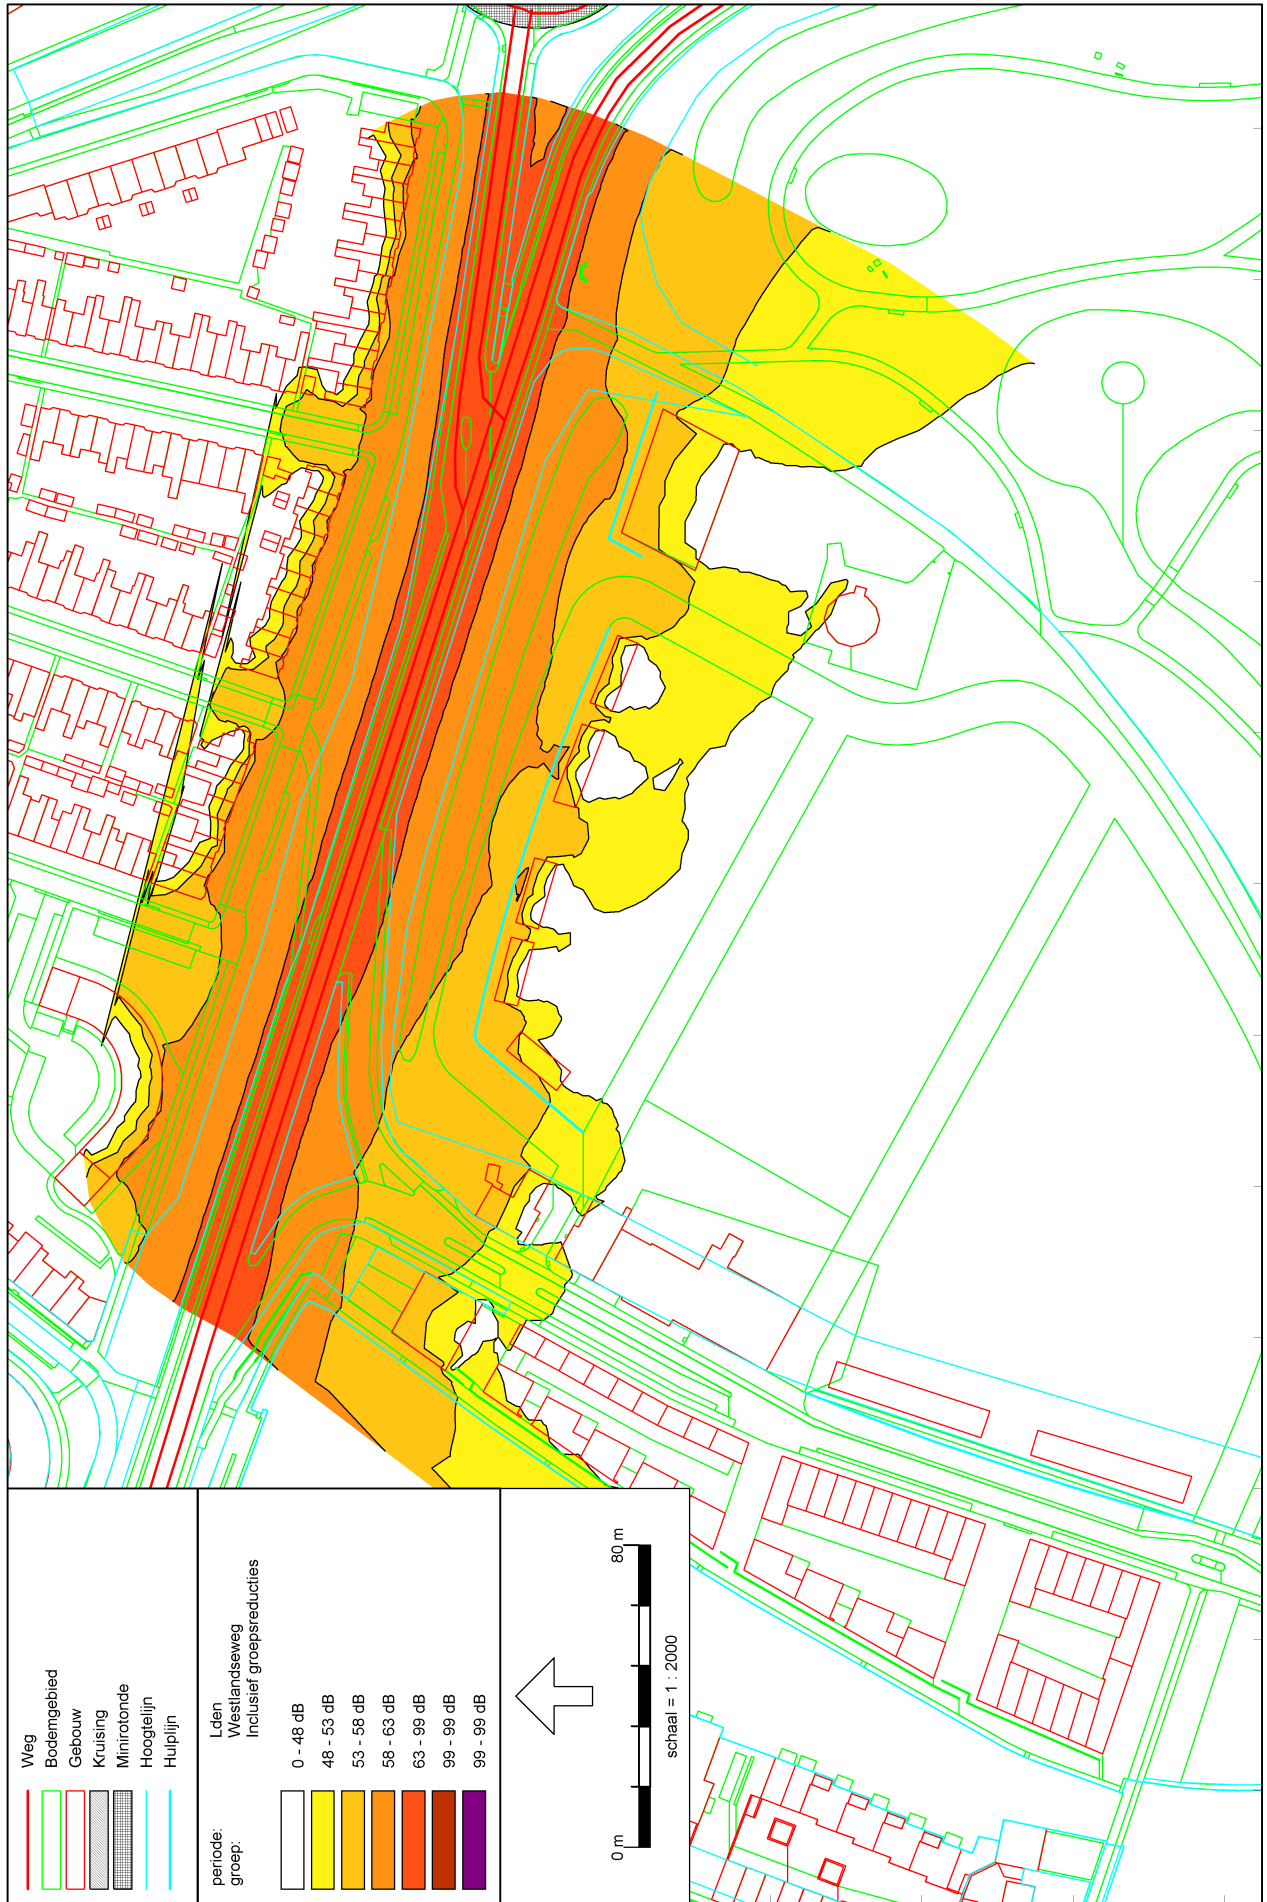 Weg
Bodemgebied
Gebouw
Kruising
Minirotonde
Hoogtelijn
Hulplijn
periode: Lden
groep: Westlandseweg
Inclusief groepsreducties
0 - 48 dB
48 - 53 dB
53 - 58 dB
58 - 63 dB
63 - 99 dB
99 - 99 dB
99 - 99 dB
0 m 80 m
schaal = 1 : 2000